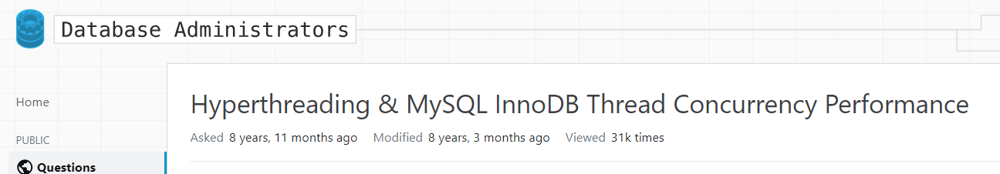 Database Administrators
Home
PUBLIC
Questions
Hyperthreading & MySQL InnoDB Thread Concurrency Performance
Asked 8 years, 11 months ago Modified 8 years, 3 months ago Viewed 31k times